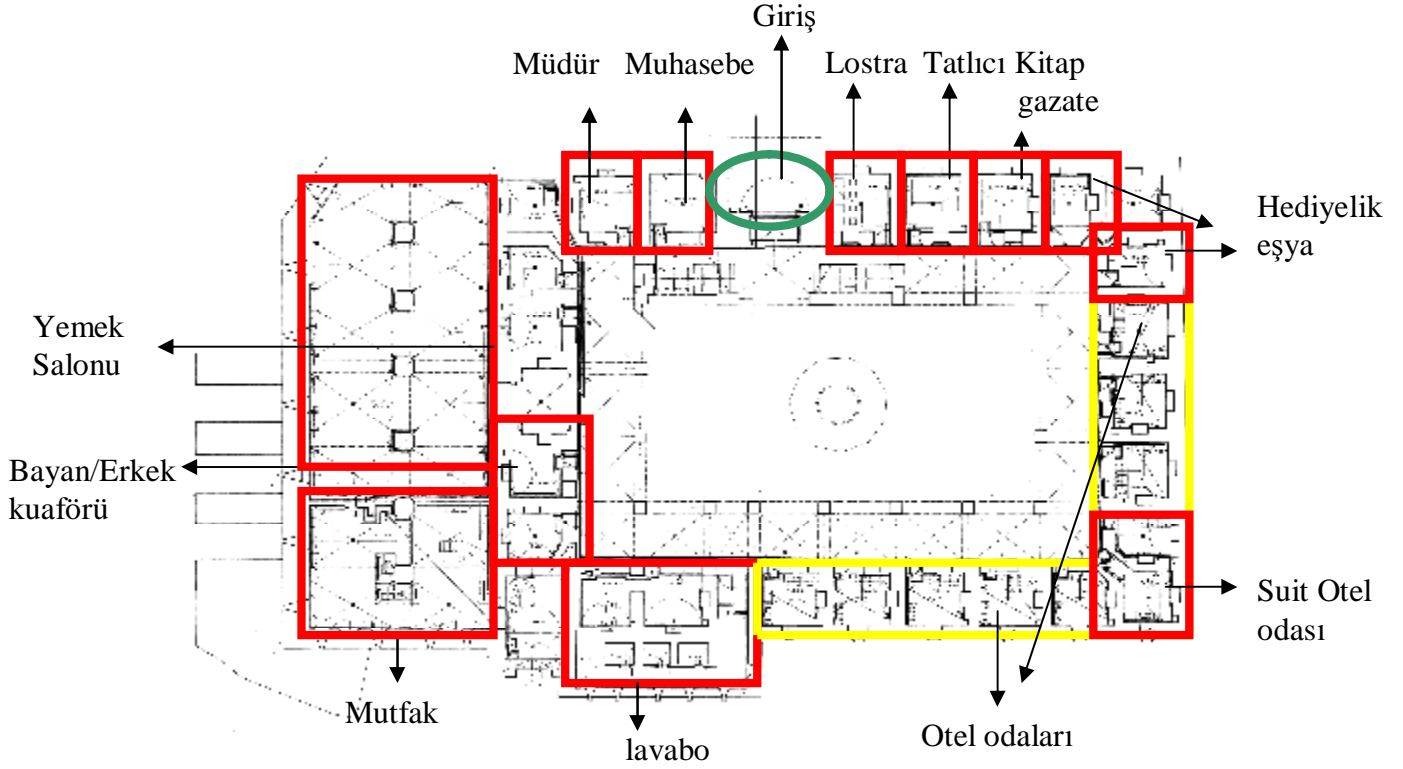 Giriş
Müdür
Muhasebe
Lostra
Tatlıcı
Kitap
gazate
Hediyelik
eşya
Yemek
Salonu
Bayan/Erkek
kuaförü
Suit Otel
odası
Mutfak
lavabo
Otel odaları